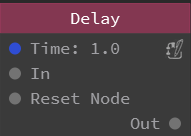 Delay
Time: 1.0
In
Reset Node
Out